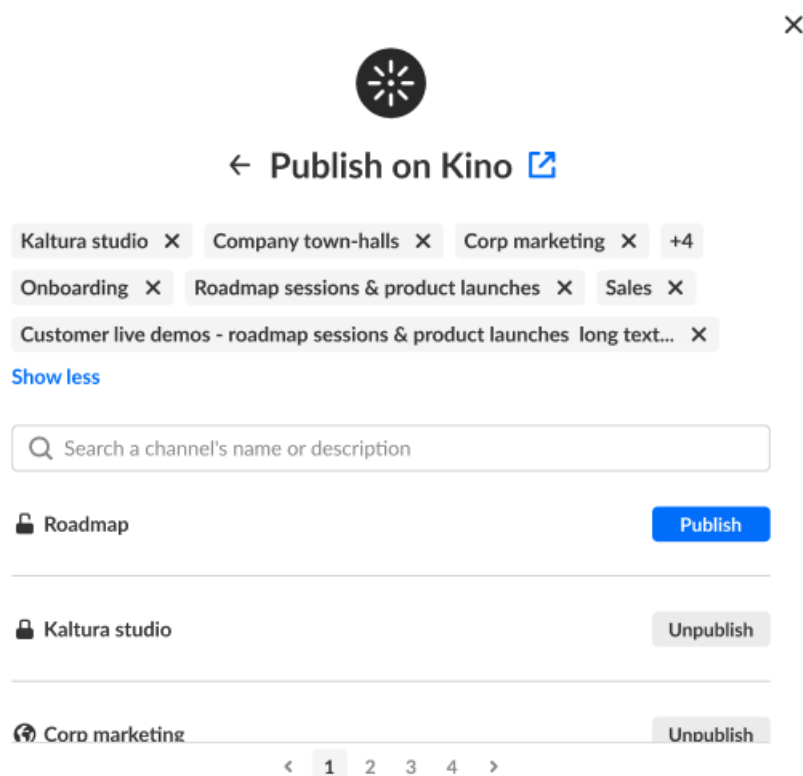 Publish on Kino
Kaltura studio Company town-halls Corp marketing +4
Onboarding Roadmap sessions & product launches Sales
Customer live demos - roadmap sessions & product launches long text...
Show less
Search a channel's name or description
Roadmap Publish
Kaltura studio Unpublish
Corp marketing Unpublish
1 2 3 4